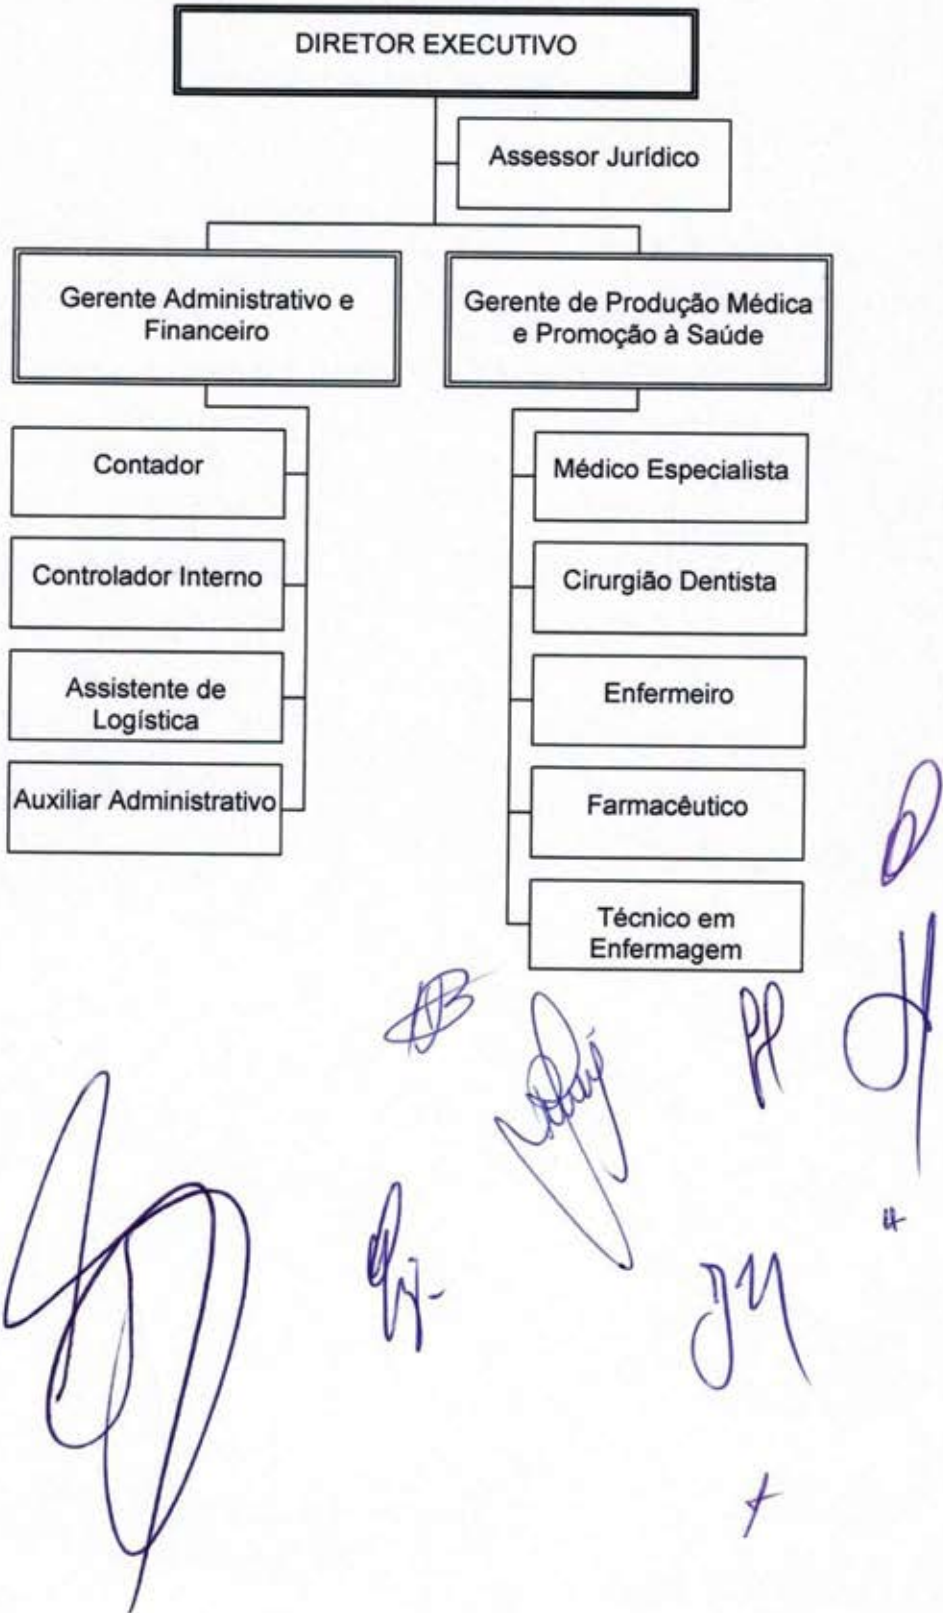 DIRETOR EXECUTIVO
Assessor Jurídico
Gerente Administrativo e
Financeiro
Gerente de Produção Médica
e Promoção à Saúde
Contador
Controlador Interno
Assistente de
Logística
Auxiliar Administrativo
Médico Especialista
Cirurgião Dentista
Enfermeiro
Farmacêutico
Técnico em
Enfermagem